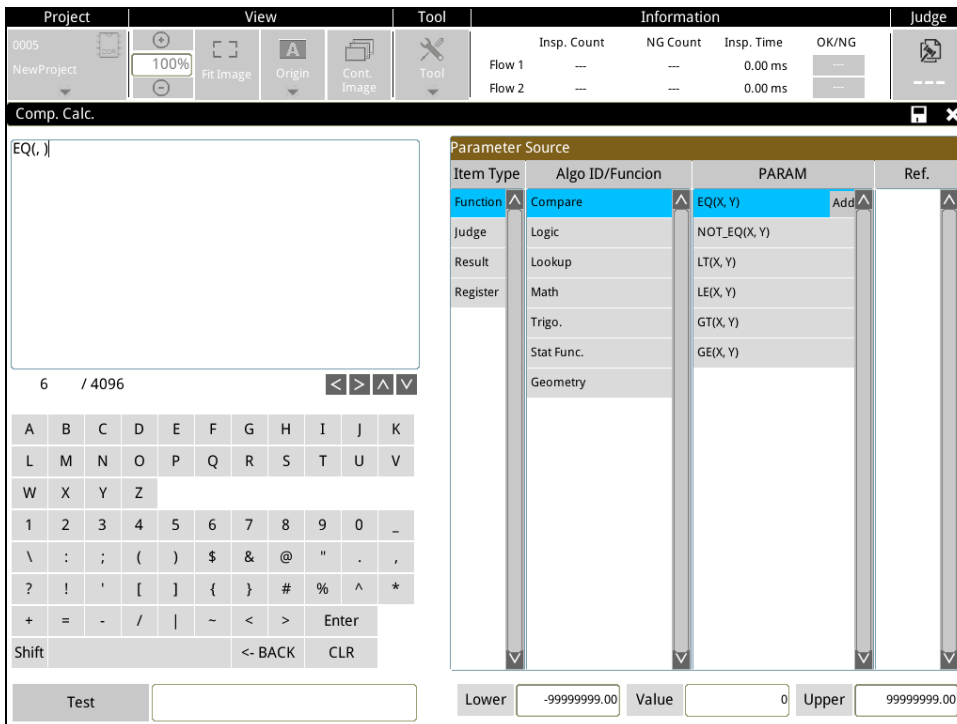 Project View Tool Information Judge
0005
NewProject
100%
Fit Image
A
Origin
Cont. Image
Tool
Insp. Count NG Count Insp. Time OK/NG
Flow 1 --- --- 0.00 ms ---
Flow 2 --- --- 0.00 ms ---
---
Comp. Calc.
EQ(, )
6 / 4096
< > ∧ ∨
A B C D E F G H I J K
L M N O P Q R S T U V
W X Y Z
1 2 3 4 5 6 7 8 9 0 _
\ : ; ( ) $ & @ " . ,
? ! ' [ ] { } # % ^ *
+ = - / | ~ < > Enter
Shift <- BACK CLR
Test
Parameter Source
Item Type Algo ID/Funcion PARAM Ref.
Function Compare EQ(X, Y) Add
Judge Logic NOT_EQ(X, Y)
Result Lookup LT(X, Y)
Register Math LE(X, Y)
Trigo. GT(X, Y)
Stat Func. GE(X, Y)
Geometry
Lower -99999999.00 Value 0 Upper 99999999.00